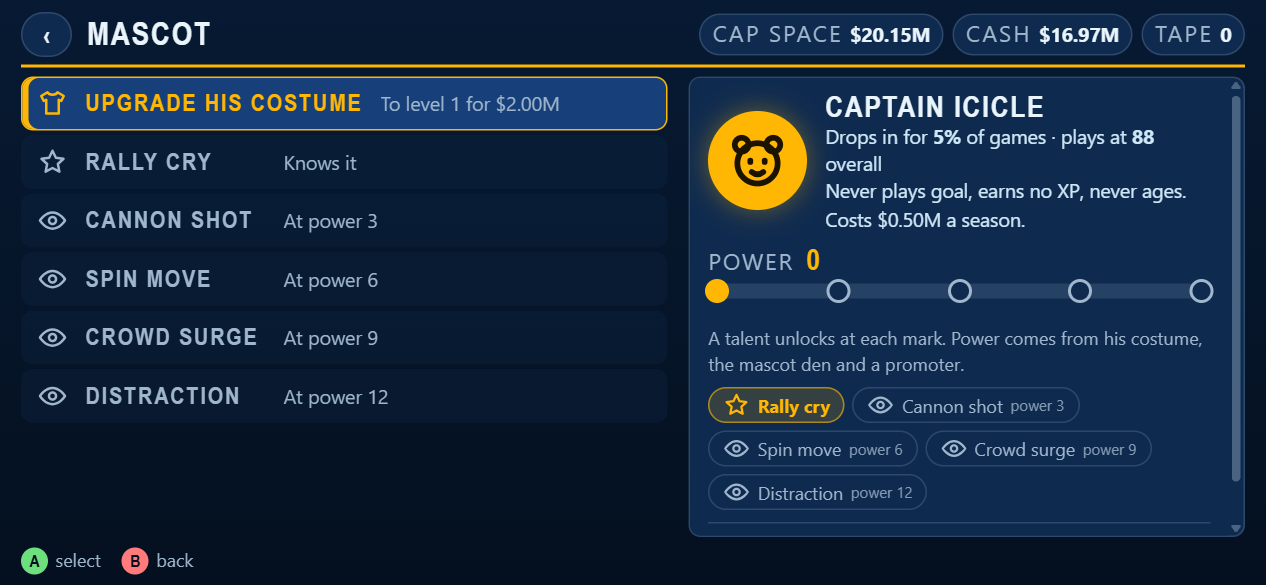 ‹ MASCOT
CAP SPACE $20.15M CASH $16.97M TAPE 0
UPGRADE HIS COSTUME To level 1 for $2.00M
RALLY CRY Knows it
CANNON SHOT At power 3
SPIN MOVE At power 6
CROWD SURGE At power 9
DISTRACTION At power 12
CAPTAIN ICICLE
Drops in for 5% of games · plays at 88
overall
Never plays goal, earns no XP, never ages.
Costs $0.50M a season.
POWER 0
A talent unlocks at each mark. Power comes from his costume,
the mascot den and a promoter.
Rally cry Cannon shot power 3
Spin move power 6 Crowd surge power 9
Distraction power 12
A select B back